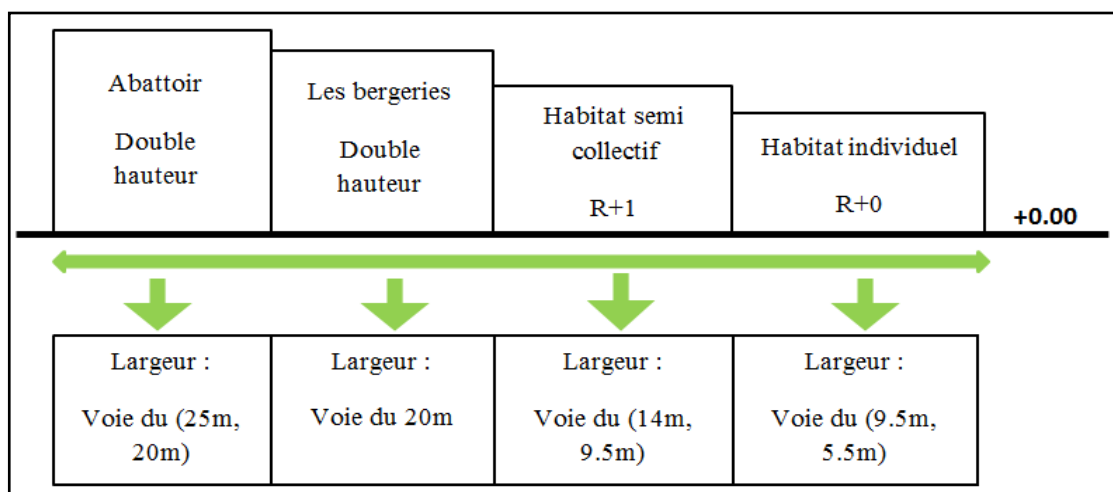 Abattoir
Double
hauteur
Les bergeries
Double
hauteur
Habitat semi
collectif
R+1
Habitat individuel
R+0
+0.00
Largeur :
Voie du (25m,
20m)
Largeur :
Voie du 20m
Largeur :
Voie du (14m,
9.5m)
Largeur :
Voie du (9.5m,
5.5m)